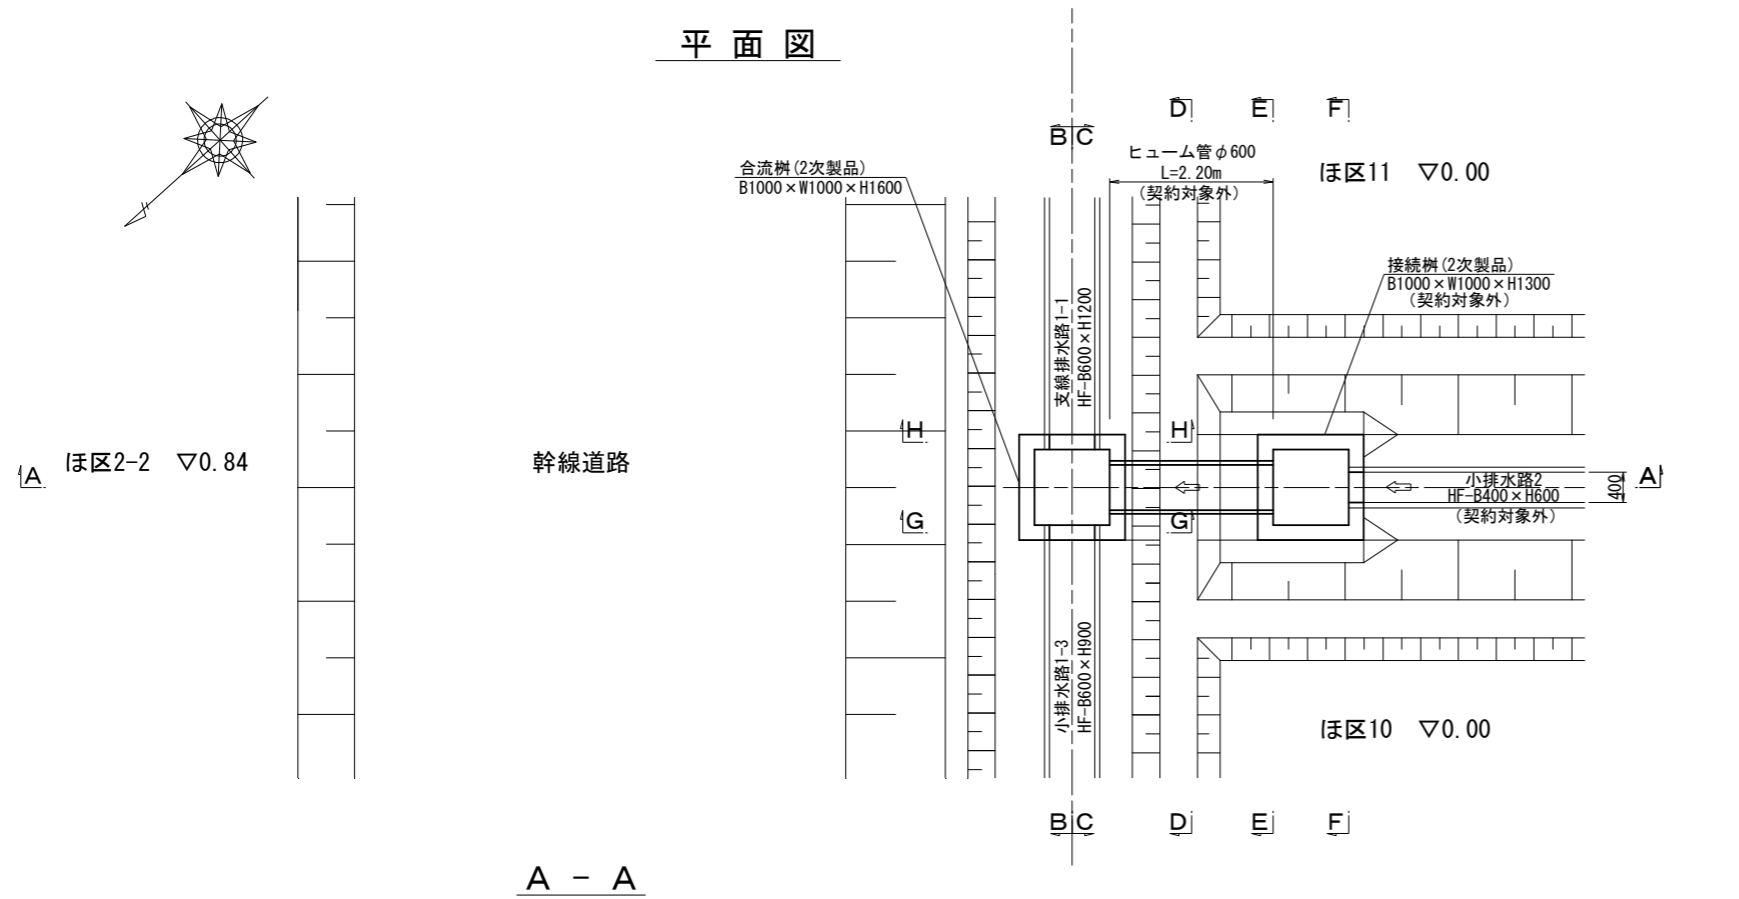 平 面 図
D E F
B C
ヒューム管φ600
L=2.20m
(契約対象外)
ほ区11 ▽0.00
合流桝(2次製品)
B1000×W1000×H1600
接続桝(2次製品)
B1000×W1000×H1300
(契約対象外)
支線排水路1-1
HF-B600×H1200
H H
A ほ区2-2 ▽0.84
幹線道路
小排水路2
HF-B400×H600
(契約対象外)
400
A
G G
小排水路1-3
HF-B600×H900
ほ区10 ▽0.00
B C D E F
A - A